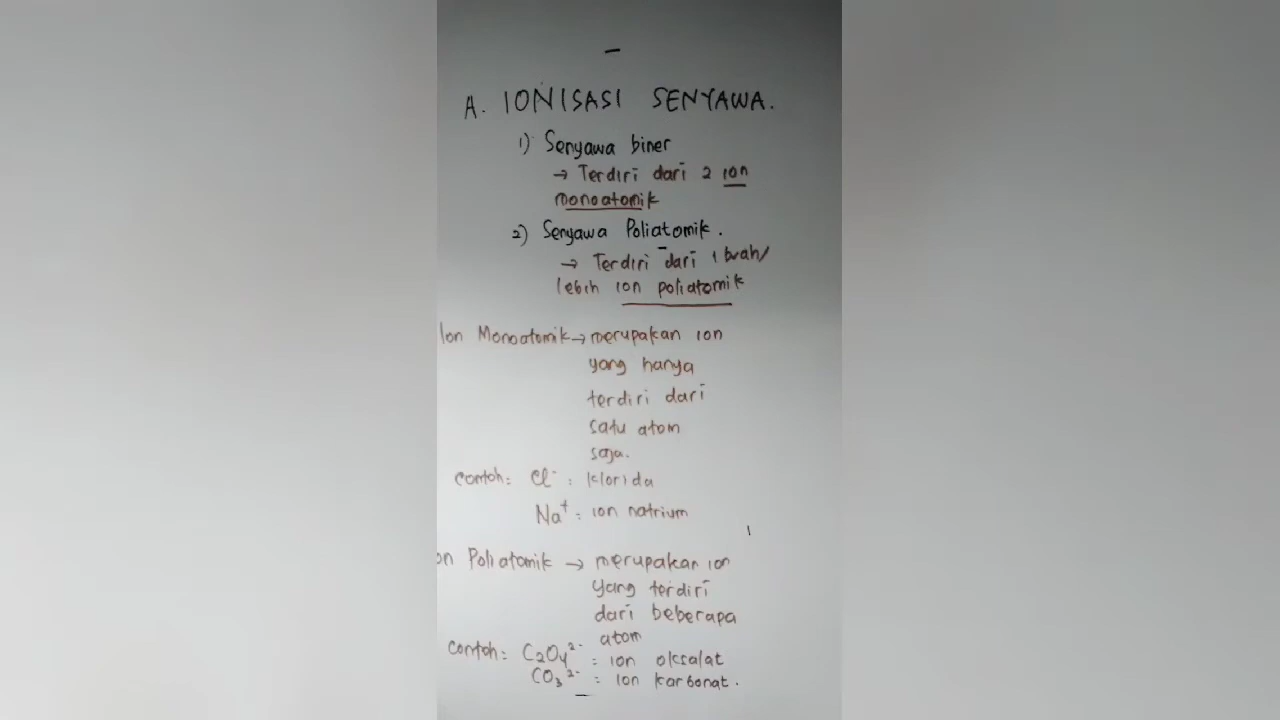 A. IONISASI SENYAWA.
1) Senyawa biner
→ Terdiri dari 2 ion
monoatomik
2) Senyawa Poliatomik.
→ Terdiri dari 1 buah/
lebih ion poliatomik
Ion Monoatomik → merupakan ion
yang hanya
terdiri dari
satu atom
saja.
Contoh: Cl⁻ : klorida
Na⁺ = ion natrium
on Poliatomik → merupakan ion
yang terdiri
dari beberapa
atom
Contoh: C₂O₄²⁻ = ion oksalat
CO₃²⁻ = ion karbonat.